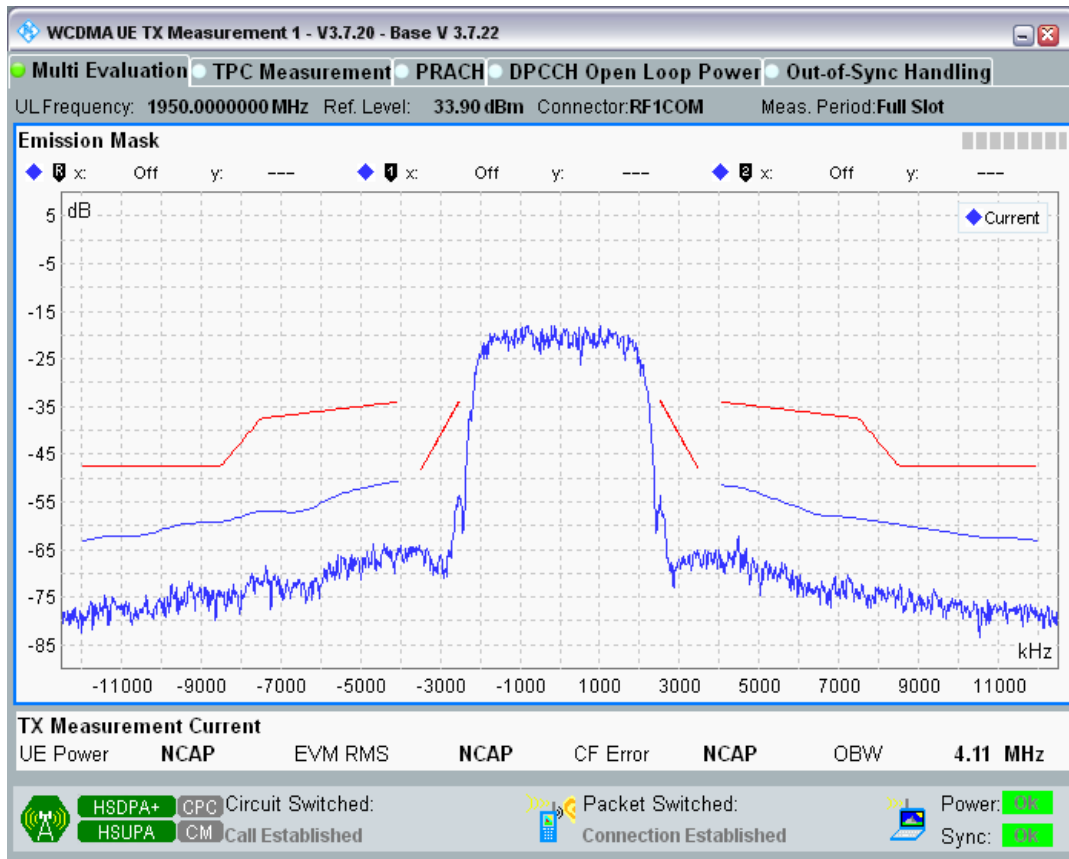 WCDMA UE TX Measurement 1 - V3.7.20 - Base V 3.7.22
Multi Evaluation TPC Measurement PRACH DPCCH Open Loop Power Out-of-Sync Handling
UL Frequency: 1950.0000000 MHz Ref. Level: 33.90 dBm Connector:RF1COM Meas. Period:Full Slot
Emission Mask
R x: Off y: --- 1 x: Off y: --- 2 x: Off y: ---
dB
Current
5
-5
-15
-25
-35
-45
-55
-65
-75
-85
kHz
-11000 -9000 -7000 -5000 -3000 -1000 1000 3000 5000 7000 9000 11000
TX Measurement Current
UE Power NCAP EVM RMS NCAP CF Error NCAP OBW 4.11 MHz
HSDPA+ CPC Circuit Switched: Packet Switched: Power: Ok
HSUPA CM Call Established Connection Established Sync: Ok